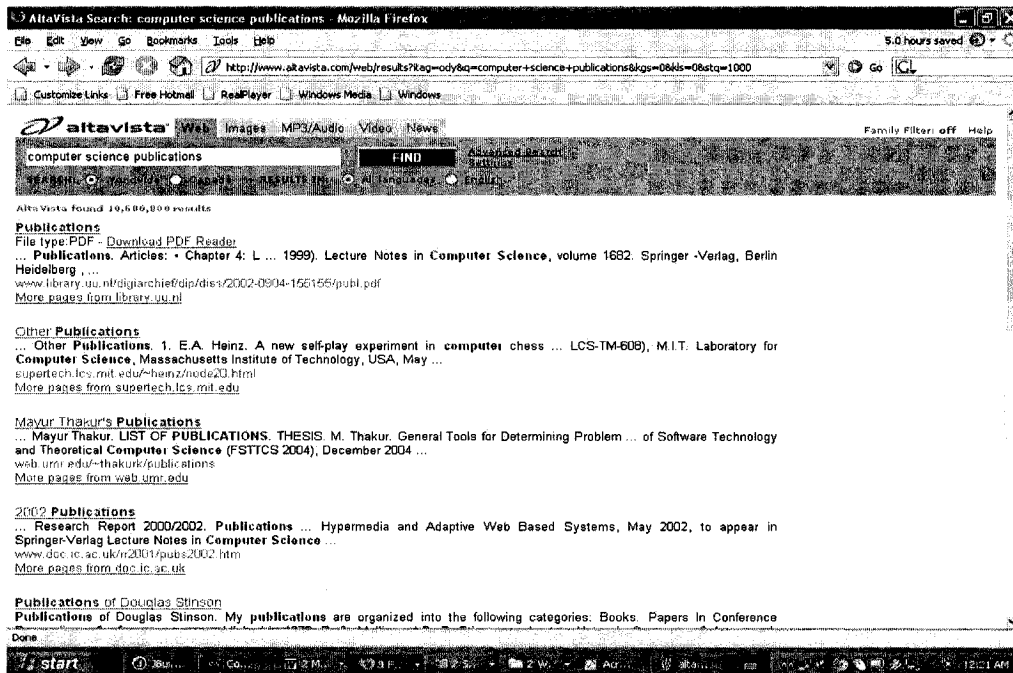 AltaVista Search: computer science publications - Mozilla Firefox
File Edit View Go Bookmarks Tools Help
5.0 hours saved
http://www.altavista.com/web/results?itag=ody&q=computer+science+publications&kgs=0&kls=0&stq=1000
Go
Customize Links Free Hotmail RealPlayer Windows Media Windows
altavista Web Images MP3/Audio Video News
Family Filter: off Help
computer science publications
FIND
Advanced Search
Settings
SEARCH: Worldwide Canada RESULTS IN: All languages English
AltaVista found 10,686,800 results
Publications
File type:PDF - Download PDF Reader
... Publications. Articles: • Chapter 4: L ... 1999). Lecture Notes in Computer Science, volume 1682. Springer -Verlag, Berlin
Heidelberg , ...
www.library.uu.nl/digiarchief/dip/diss/2002-0904-155155/publ.pdf
More pages from library.uu.nl
Other Publications
... Other Publications. 1. E.A. Heinz. A new self-play experiment in computer chess ... LCS-TM-608), M.I.T. Laboratory for
Computer Science, Massachusetts Institute of Technology, USA, May ...
supertech.lcs.mit.edu/~heinz/node20.html
More pages from supertech.lcs.mit.edu
Mayur Thakur's Publications
... Mayur Thakur. LIST OF PUBLICATIONS. THESIS. M. Thakur. General Tools for Determining Problem ... of Software Technology
and Theoretical Computer Science (FSTTCS 2004), December 2004 ...
web.umr.edu/~thakurk/publications
More pages from web.umr.edu
2002 Publications
... Research Report 2000/2002. Publications ... Hypermedia and Adaptive Web Based Systems, May 2002, to appear in
Springer-Verlag Lecture Notes in Computer Science ...
www.doc.ic.ac.uk/rr2001/pubs2002.htm
More pages from doc.ic.ac.uk
Publications of Douglas Stinson
Publications of Douglas Stinson. My publications are organized into the following categories: Books. Papers In Conference
Done
start
12:21 AM